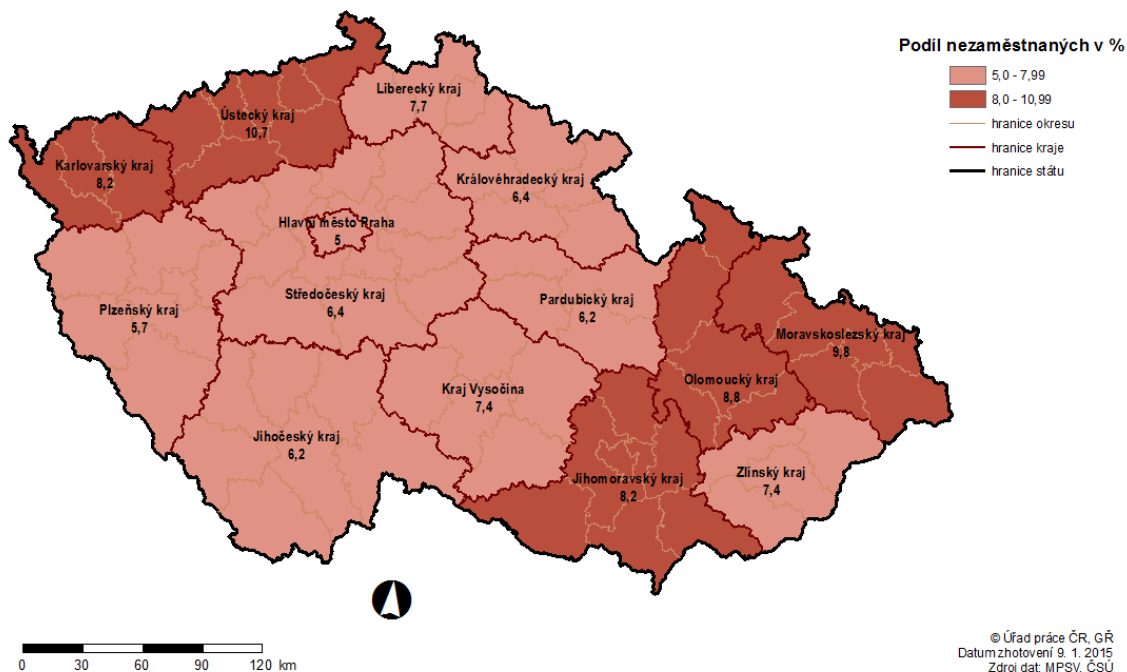 Podíl nezaměstnaných v %
5,0 - 7,99
8,0 - 10,99
hranice okresu
hranice kraje
hranice státu
Liberecký kraj
7,7
Ústecký kraj
10,7
Karlovarský kraj
8,2
Královéhradecký kraj
6,4
Hlavní město Praha
5
Středočeský kraj
6,4
Pardubický kraj
6,2
Plzeňský kraj
5,7
Moravskoslezský kraj
9,8
Olomoucký kraj
8,8
Kraj Vysočina
7,4
Jihočeský kraj
6,2
Jihomoravský kraj
8,2
Zlínský kraj
7,4
0 30 60 90 120 km
© Úřad práce ČR, GŘ
Datum zhotovení 9. 1. 2015
Zdroj dat: MPSV, ČSÚ